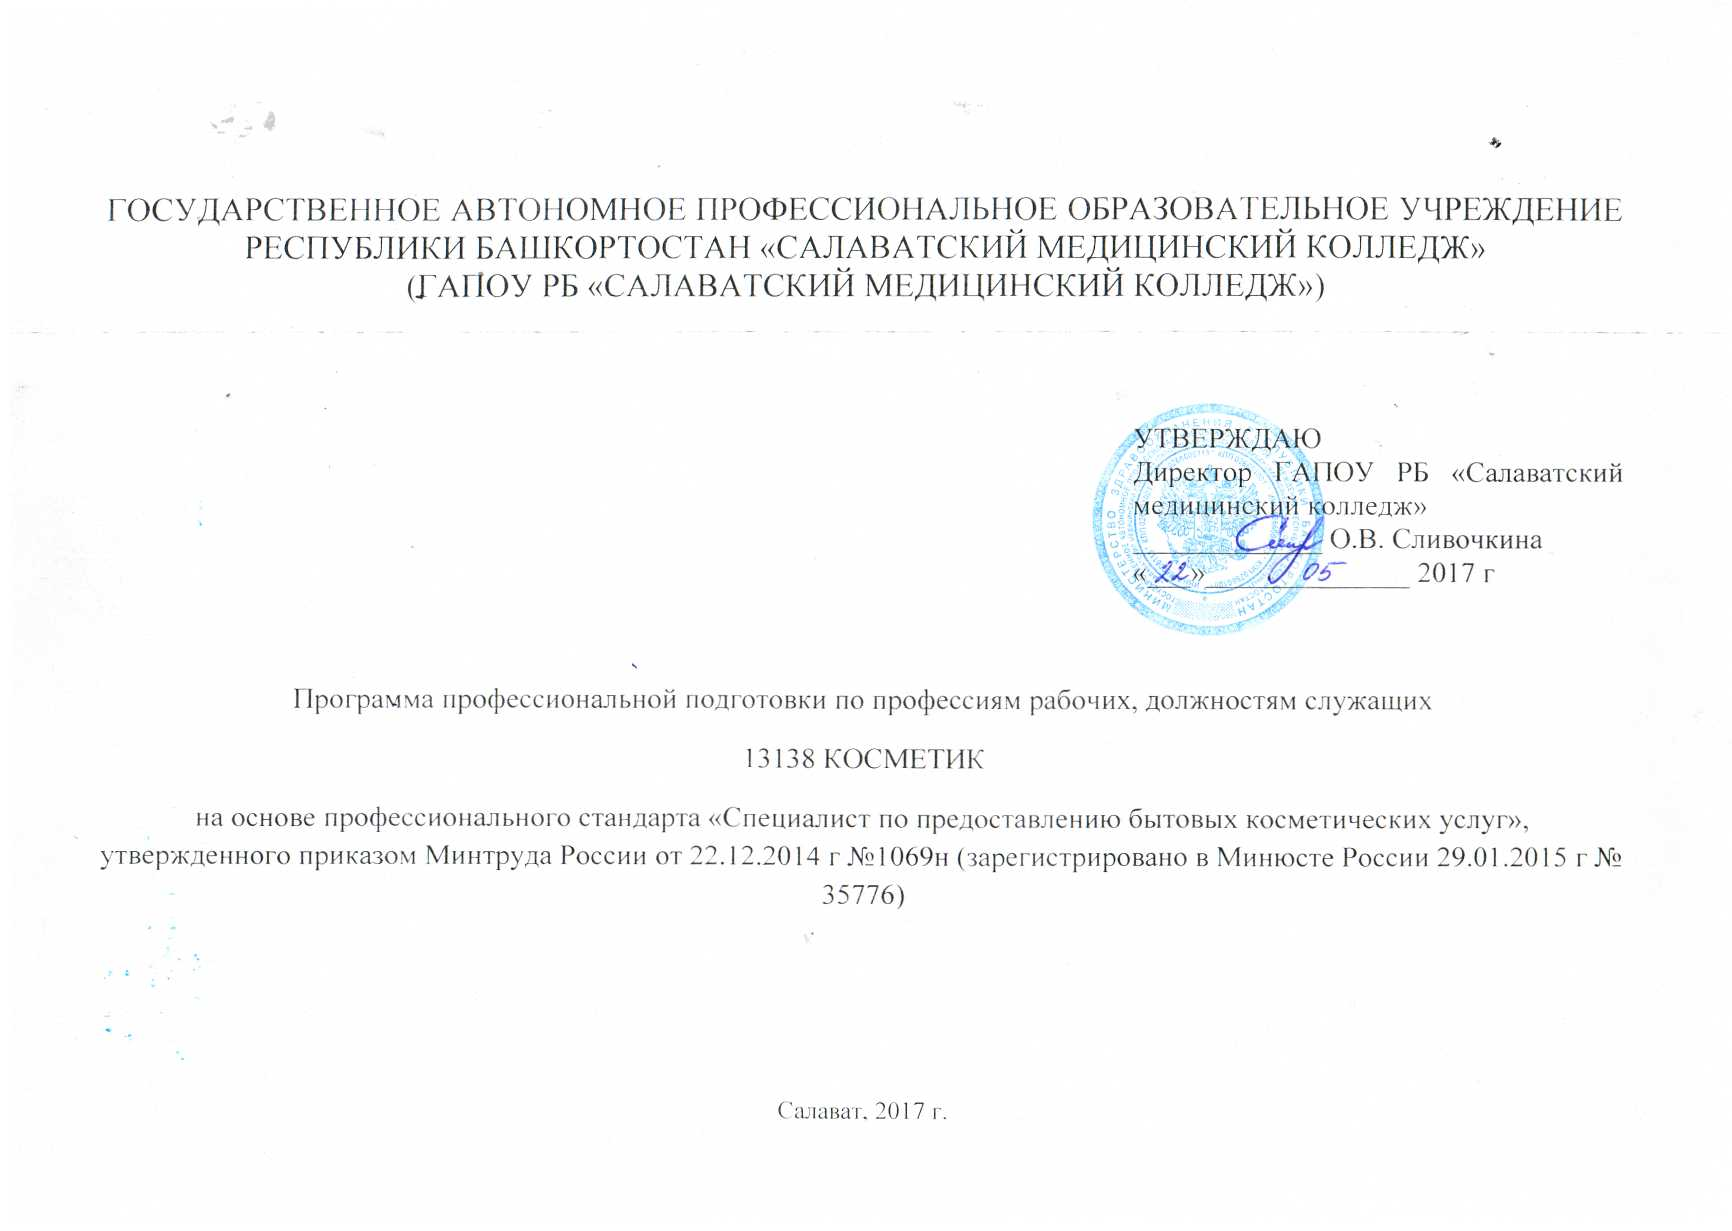 ГОСУДАРСТВЕННОЕ АВТОНОМНОЕ ПРОФЕССИОНАЛЬНОЕ ОБРАЗОВАТЕЛЬНОЕ УЧРЕЖДЕНИЕ
РЕСПУБЛИКИ БАШКОРТОСТАН «САЛАВАТСКИЙ МЕДИЦИНСКИЙ КОЛЛЕДЖ»
(ГАПОУ РБ «САЛАВАТСКИЙ МЕДИЦИНСКИЙ КОЛЛЕДЖ»)
УТВЕРЖДАЮ
Директор ГАПОУ РБ «Салаватский
медицинский колледж»
О.В. Сливочкина
« 22 » 05 2017 г
МИНИСТЕРСТВО ЗДРАВООХРАНЕНИЯ
Программа профессиональной подготовки по профессиям рабочих, должностям служащих
13138 КОСМЕТИК
на основе профессионального стандарта «Специалист по предоставлению бытовых косметических услуг»,
утвержденного приказом Минтруда России от 22.12.2014 г №1069н (зарегистрировано в Минюсте России 29.01.2015 г №
35776)
Салават, 2017 г.